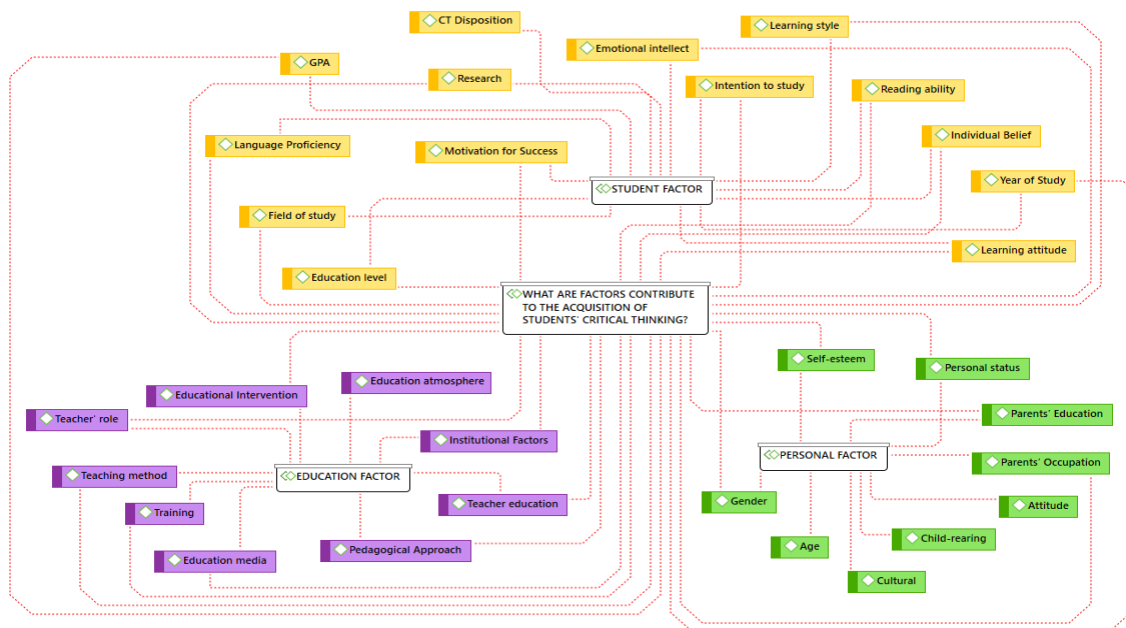 CT Disposition
Learning style
Emotional intellect
GPA
Research
Intention to study
Reading ability
Language Proficiency
Motivation for Success
Individual Belief
Year of Study
STUDENT FACTOR
Field of study
Learning attitude
Education level
WHAT ARE FACTORS CONTRIBUTE
TO THE ACQUISITION OF
STUDENTS' CRITICAL THINKING?
Self-esteem
Personal status
Education atmosphere
Educational Intervention
Teacher' role
Parents' Education
Institutional Factors
PERSONAL FACTOR
Parents' Occupation
Teaching method
EDUCATION FACTOR
Teacher education
Gender
Attitude
Training
Child-rearing
Age
Pedagogical Approach
Education media
Cultural